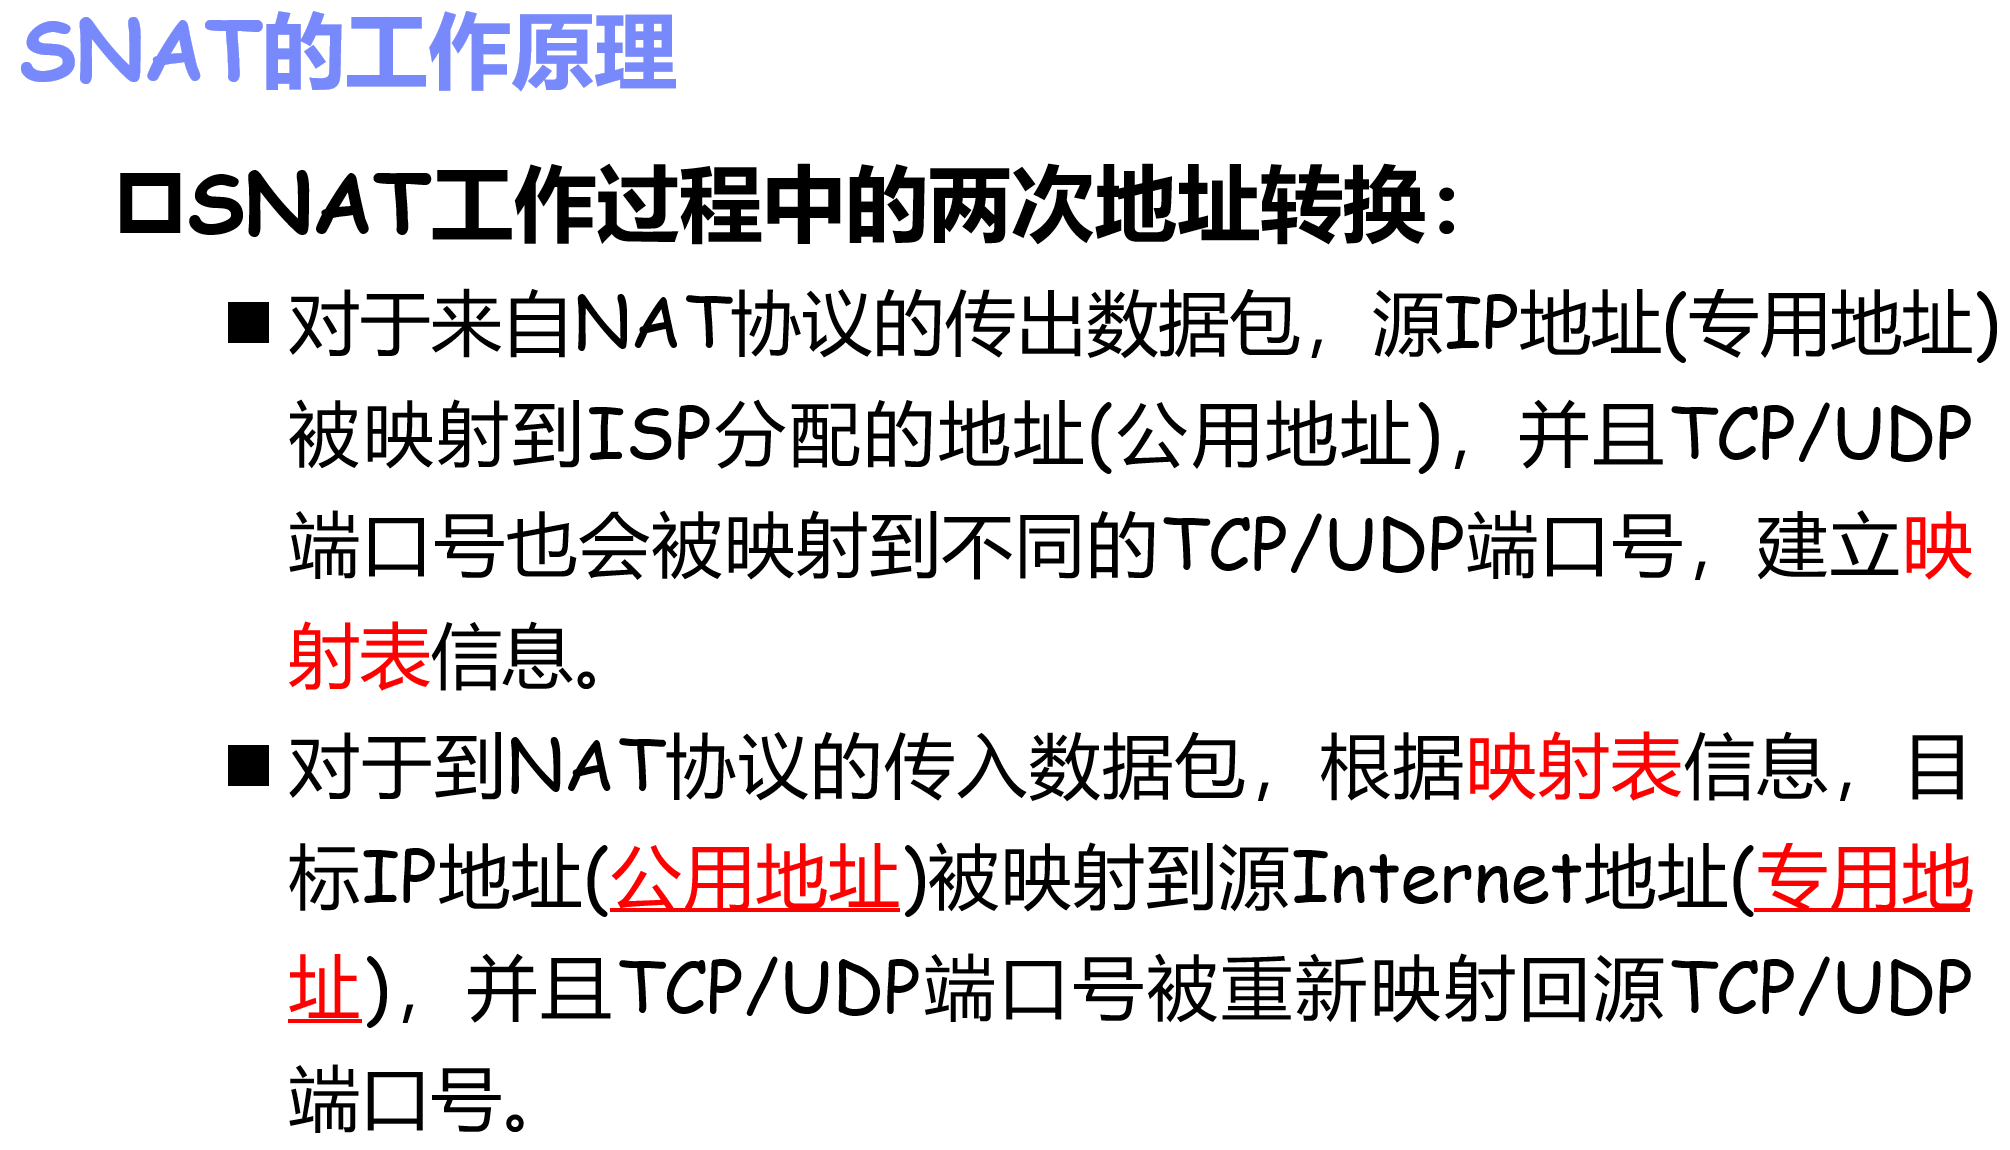 SNAT的工作原理
SNAT工作过程中的两次地址转换：
对于来自NAT协议的传出数据包，源IP地址(专用地址)
被映射到ISP分配的地址(公用地址)，并且TCP/UDP
端口号也会被映射到不同的TCP/UDP端口号，建立映
射表信息。
对于到NAT协议的传入数据包，根据映射表信息，目
标IP地址(公用地址)被映射到源Internet地址(专用地
址)，并且TCP/UDP端口号被重新映射回源TCP/UDP
端口号。